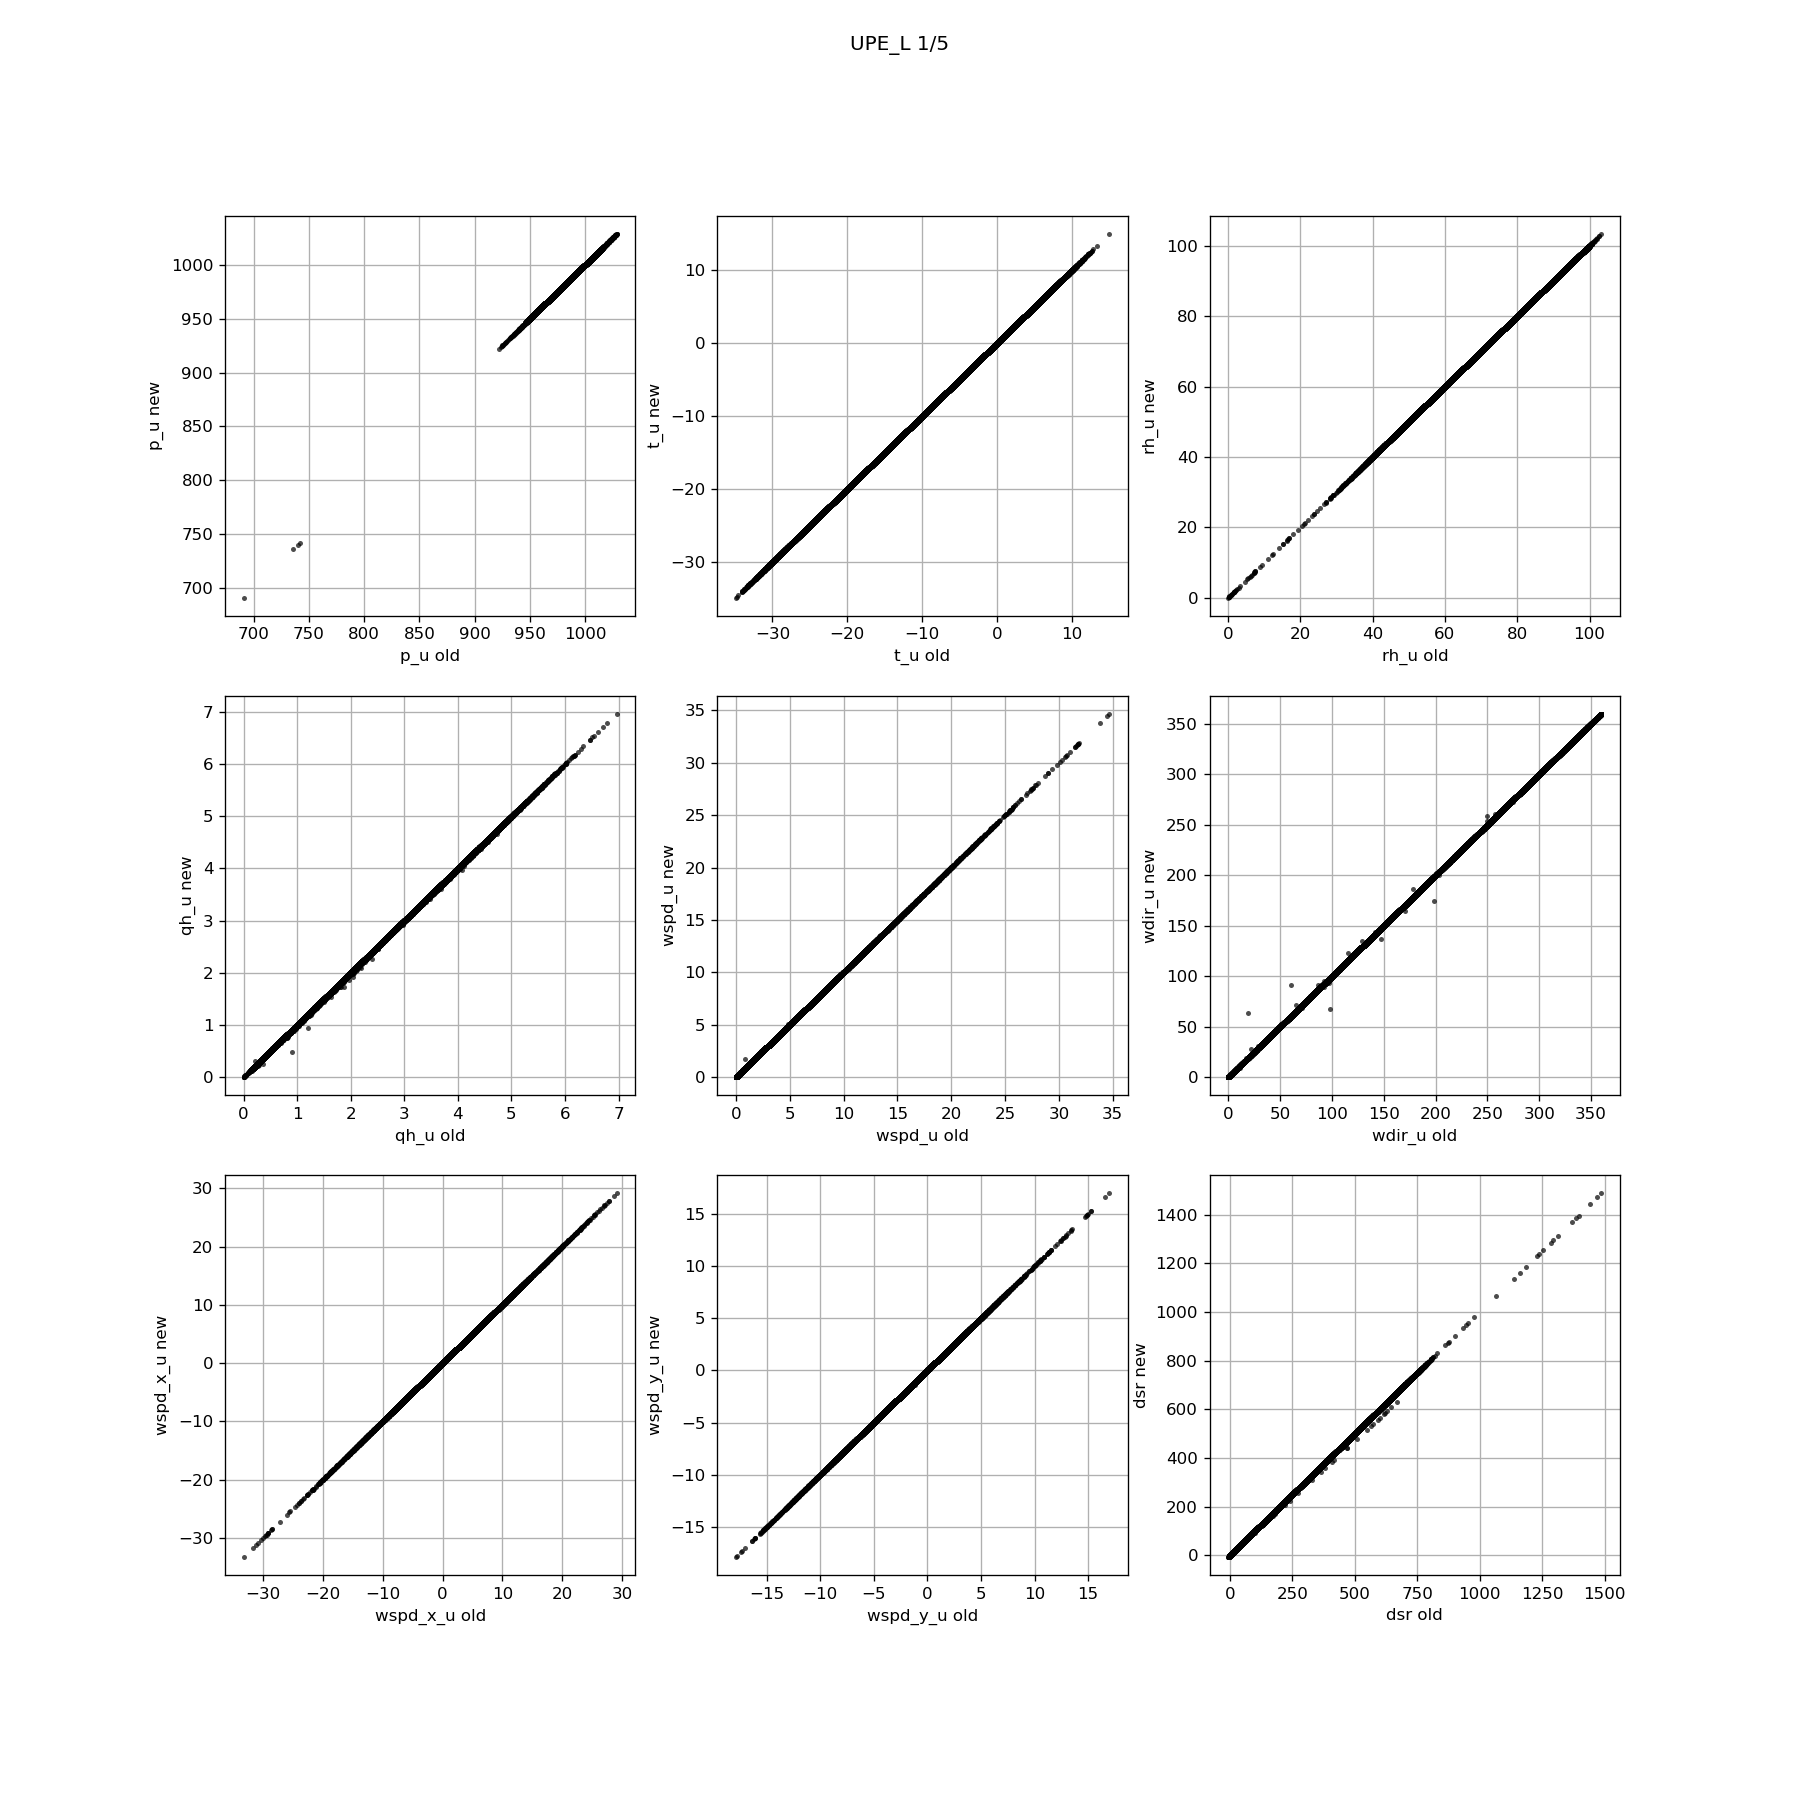 UPE_L 1/5
1000
950
900
850
800
750
700
p_u new
700 750 800 850 900 950 1000
p_u old
10
0
−10
−20
−30
t_u new
−30 −20 −10 0 10
t_u old
100
80
60
40
20
0
rh_u new
0 20 40 60 80 100
rh_u old
7
6
5
4
3
2
1
0
qh_u new
0 1 2 3 4 5 6 7
qh_u old
35
30
25
20
15
10
5
0
wspd_u new
0 5 10 15 20 25 30 35
wspd_u old
350
300
250
200
150
100
50
0
wdir_u new
0 50 100 150 200 250 300 350
wdir_u old
30
20
10
0
−10
−20
−30
wspd_x_u new
−30 −20 −10 0 10 20 30
wspd_x_u old
15
10
5
0
−5
−10
−15
wspd_y_u new
−15 −10 −5 0 5 10 15
wspd_y_u old
1400
1200
1000
800
600
400
200
0
dsr new
0 250 500 750 1000 1250 1500
dsr old